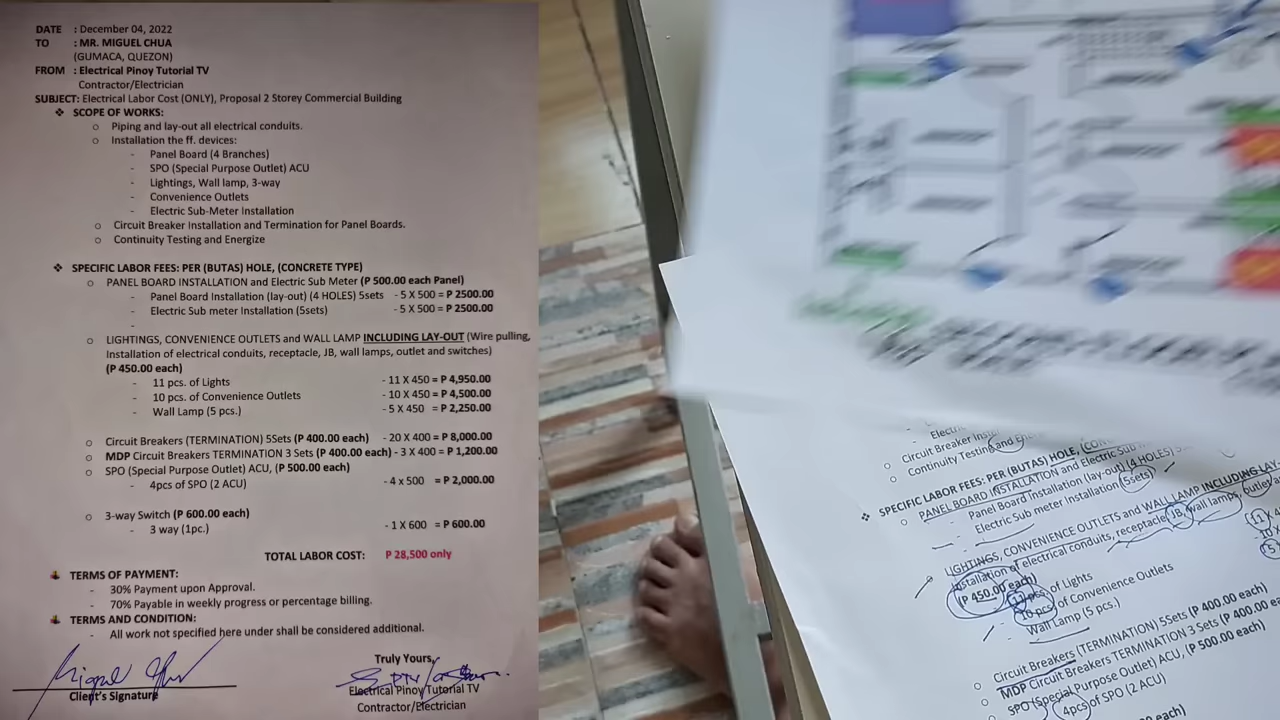 DATE : December 04, 2022
TO : MR. MIGUEL CHUA
(GUMACA, QUEZON)
FROM : Electrical Pinoy Tutorial TV
Contractor/Electrician
SUBJECT: Electrical Labor Cost (ONLY), Proposal 2 Storey Commercial Building
❖ SCOPE OF WORKS:
o Piping and lay-out all electrical conduits.
o Installation the ff. devices:
- Panel Board (4 Branches)
- SPO (Special Purpose Outlet) ACU
- Lightings, Wall lamp, 3-way
- Convenience Outlets
- Electric Sub-Meter Installation
o Circuit Breaker Installation and Termination for Panel Boards.
o Continuity Testing and Energize
❖ SPECIFIC LABOR FEES: PER (BUTAS) HOLE, (CONCRETE TYPE)
o PANEL BOARD INSTALLATION and Electric Sub Meter (P 500.00 each Panel)
- Panel Board Installation (lay-out) (4 HOLES) 5sets - 5 X 500 = P 2500.00
- Electric Sub meter Installation (5sets) - 5 X 500 = P 2500.00
-
o LIGHTINGS, CONVENIENCE OUTLETS and WALL LAMP INCLUDING LAY-OUT (Wire pulling,
Installation of electrical conduits, receptacle, JB, wall lamps, outlet and switches)
(P 450.00 each)
- 11 pcs. of Lights - 11 X 450 = P 4,950.00
- 10 pcs. of Convenience Outlets - 10 X 450 = P 4,500.00
- Wall Lamp (5 pcs.) - 5 X 450 = P 2,250.00
o Circuit Breakers (TERMINATION) 5Sets (P 400.00 each) - 20 X 400 = P 8,000.00
o MDP Circuit Breakers TERMINATION 3 Sets (P 400.00 each) - 3 X 400 = P 1,200.00
o SPO (Special Purpose Outlet) ACU, (P 500.00 each)
- 4pcs of SPO (2 ACU) - 4 x 500 = P 2,000.00
o 3-way Switch (P 600.00 each)
- 3 way (1pc.) - 1 X 600 = P 600.00
TOTAL LABOR COST: P 28,500 only
TERMS OF PAYMENT:
- 30% Payment upon Approval.
- 70% Payable in weekly progress or percentage billing.
TERMS AND CONDITION:
- All work not specified here under shall be considered additional.
Miguel Chua
Client's Signature
Truly Yours,
Electrical Pinoy Tutorial TV
Contractor/Electrician
o Circuit Breaker
o Continuity Testing and
❖ SPECIFIC LABOR FEES: PER (BUTAS) HOLE,
o PANEL BOARD INSTALLATION and Electric Sub
- Panel Board Installation (lay-out) (4 HOLES)
- Electric Sub meter Installation (5sets)
LIGHTINGS, CONVENIENCE OUTLETS and WALL LAMP INCLUDING LAY-
Installation of electrical conduits, receptacle, JB, wall lamps, outlet
(P 450.00 each)
pcs. of Lights
10 pcs. of Convenience Outlets
Wall Lamp (5 pcs.)
o Circuit Breakers (TERMINATION) 5Sets (P 400.00 each)
o MDP Circuit Breakers TERMINATION 3 Sets (P 400.00
o SPO (Special Purpose Outlet) ACU, (P 500.00 each)
- 4pcs of SPO (2 ACU)